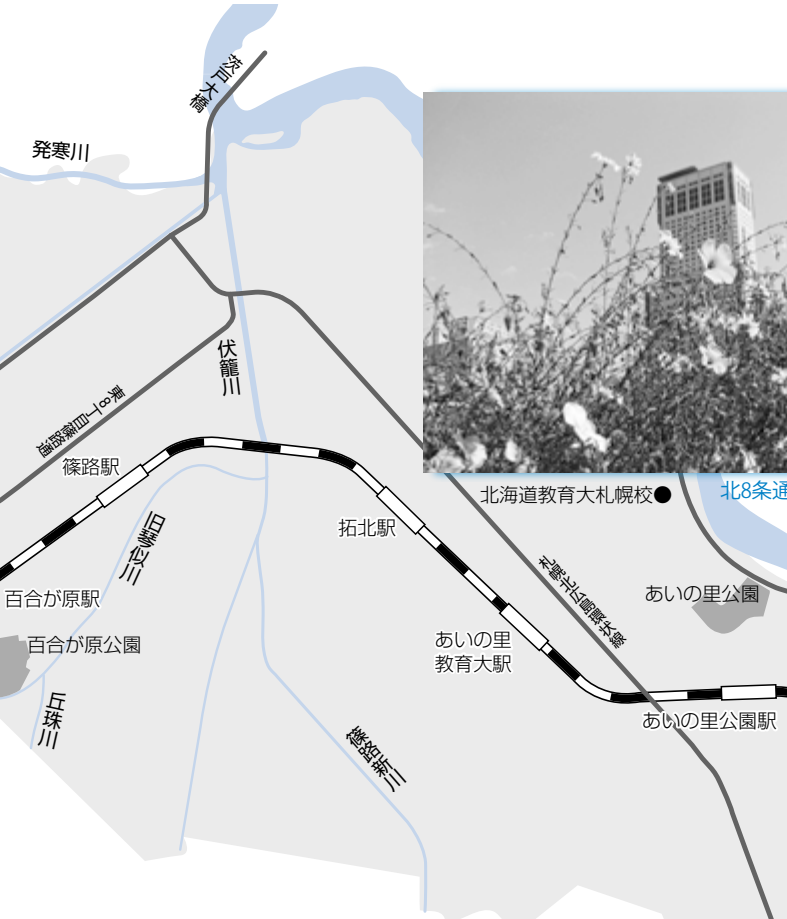 茨戸大橋
発寒川
伏籠川
東8丁目篠路通
篠路駅
北海道教育大札幌校●
北8条通
拓北駅
旧琴似川
札幌北広島環状線
百合が原駅
あいの里公園
百合が原公園
あいの里
教育大駅
丘珠川
あいの里公園駅
篠路新川